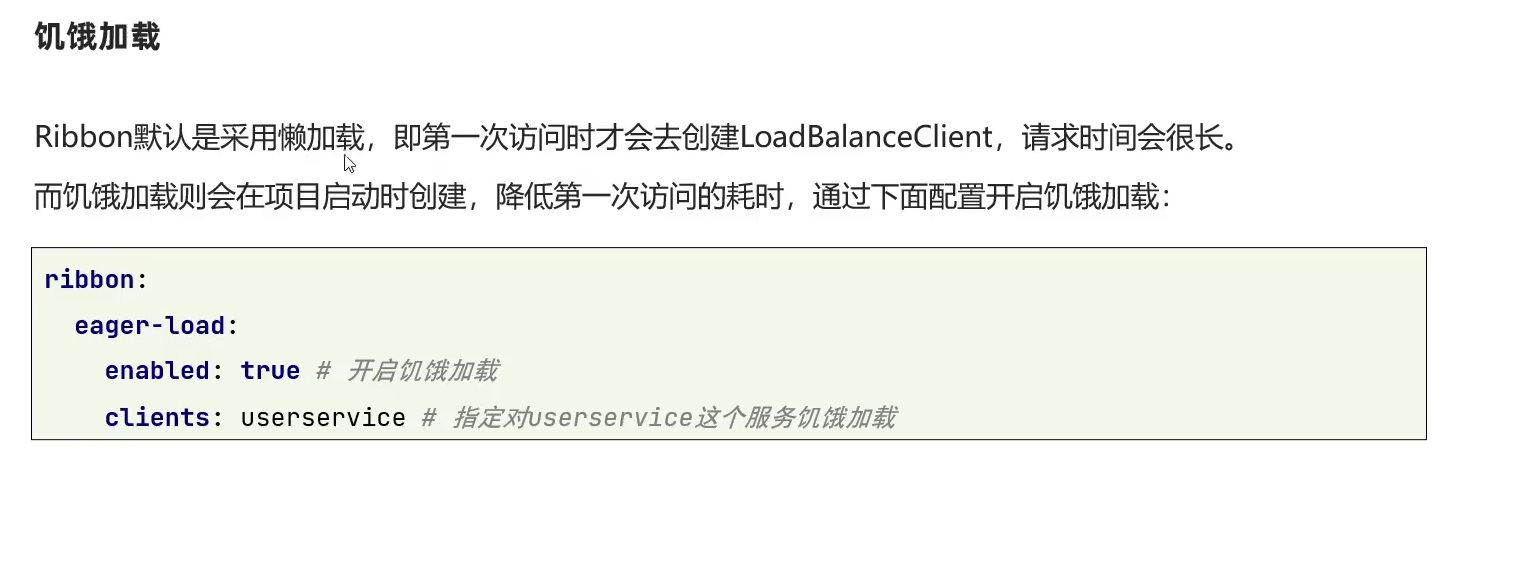 饥饿加载
Ribbon默认是采用懒加载，即第一次访问时才会去创建LoadBalanceClient，请求时间会很长。
而饥饿加载则会在项目启动时创建，降低第一次访问的耗时，通过下面配置开启饥饿加载：
ribbon:
  eager-load:
    enabled: true # 开启饥饿加载
    clients: userservice # 指定对userservice这个服务饥饿加载